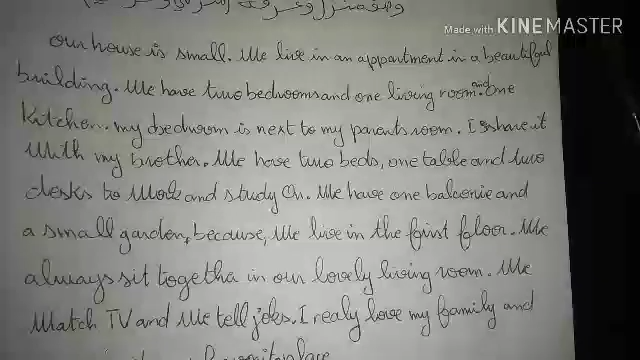 Made with KINEMASTER
our house is small. We live in an appartment in a beautiful
building. We have two bedrooms and one living room. and One
Kitchen. my bedroom is next to my parents room. I share it
With my brother. We have two beds, one table and two
desks to Work and study On. We have one balconie and
a small garden, because, We live in the first floor. We
always sit together in our lovely living room. We
Watch TV and We tell jokes. I realy love my family and